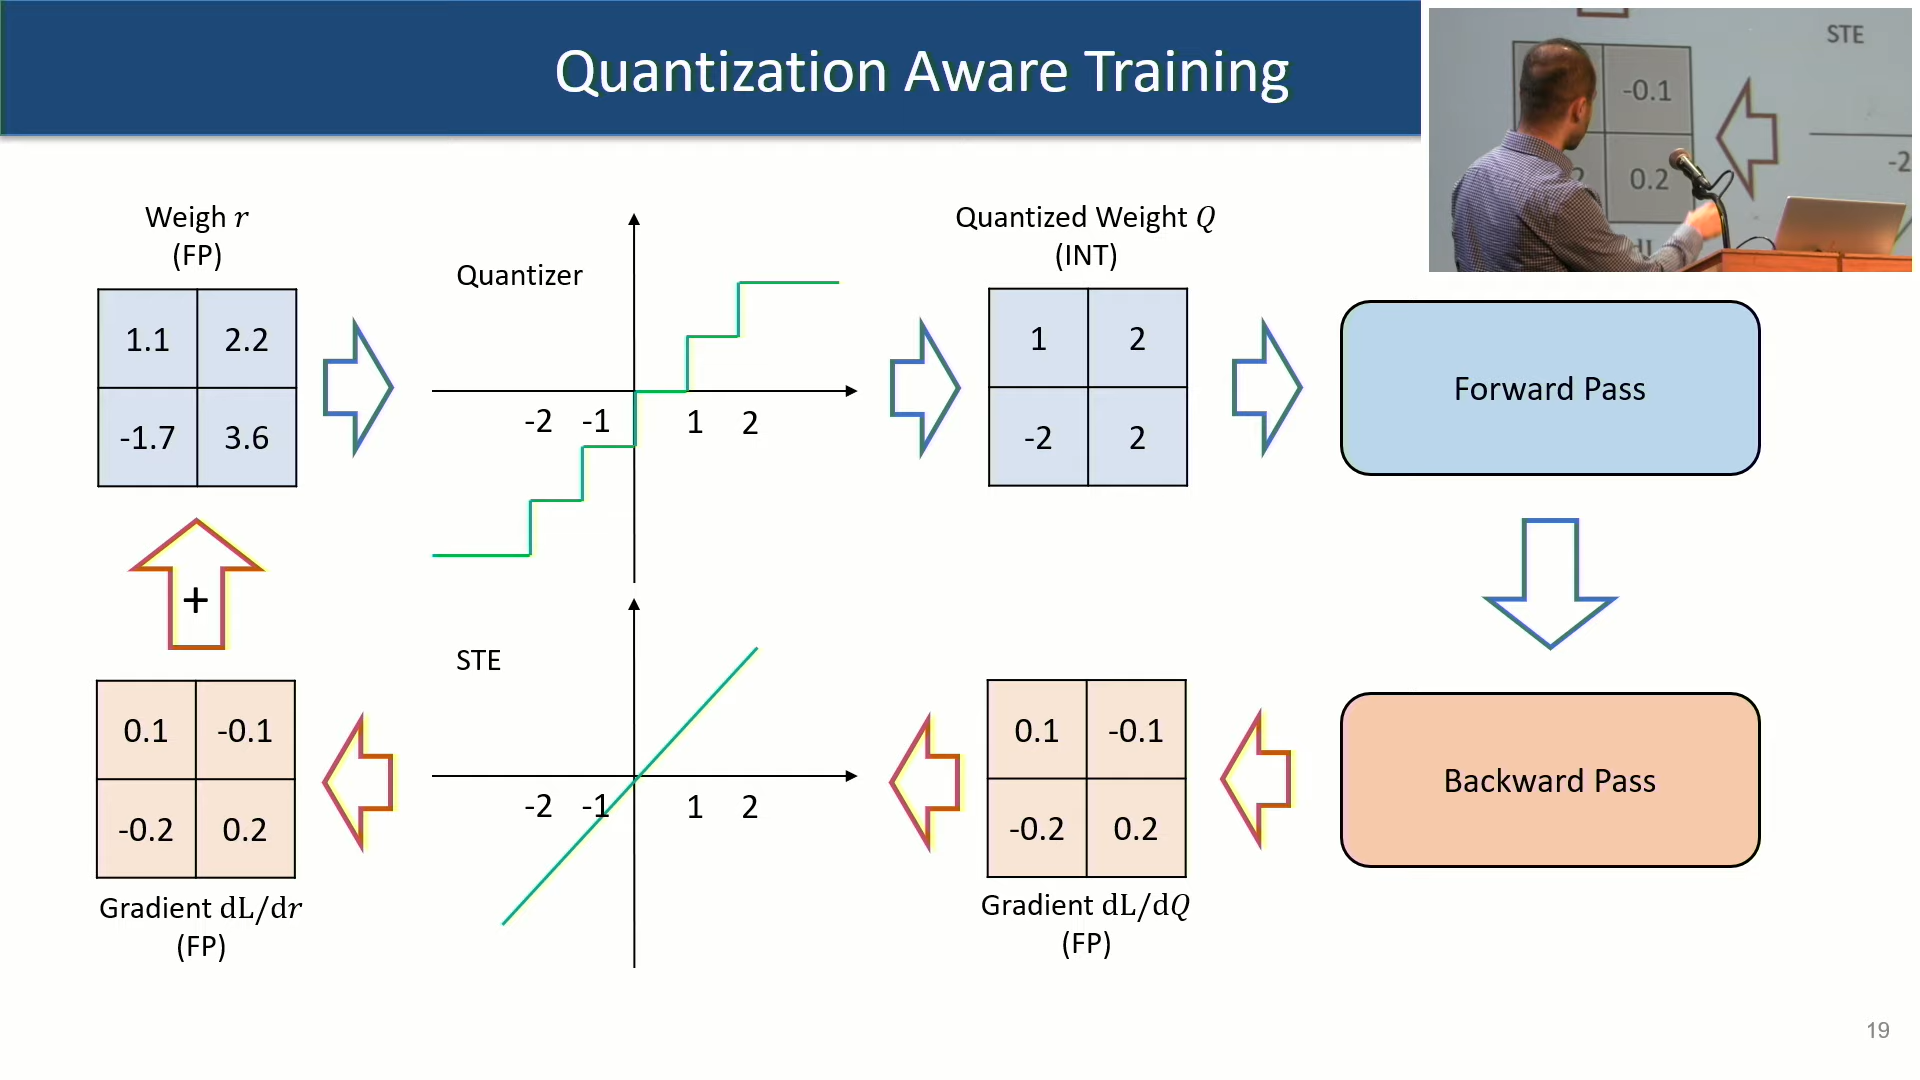 Quantization Aware Training
STE
-0.1
0.2
-2
Weigh r
(FP)
1.1 2.2
-1.7 3.6
Quantizer
-2 -1 1 2
Quantized Weight Q
(INT)
1 2
-2 2
Forward Pass
+
0.1 -0.1
-0.2 0.2
Gradient dL/dr
(FP)
STE
-2 -1 1 2
0.1 -0.1
-0.2 0.2
Gradient dL/dQ
(FP)
Backward Pass
19